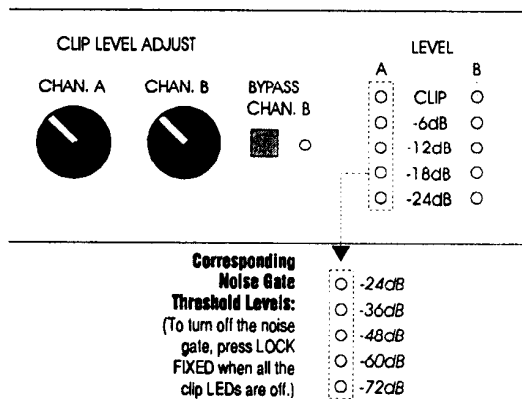 CLIP LEVEL ADJUST
LEVEL
A B
CHAN. A CHAN. B BYPASS
CHAN. B
CLIP
-6dB
-12dB
-18dB
-24dB
Corresponding
Noise Gate
Threshold Levels:
(To turn off the noise
gate, press LOCK
FIXED when all the
clip LEDs are off.)
-24dB
-36dB
-48dB
-60dB
-72dB